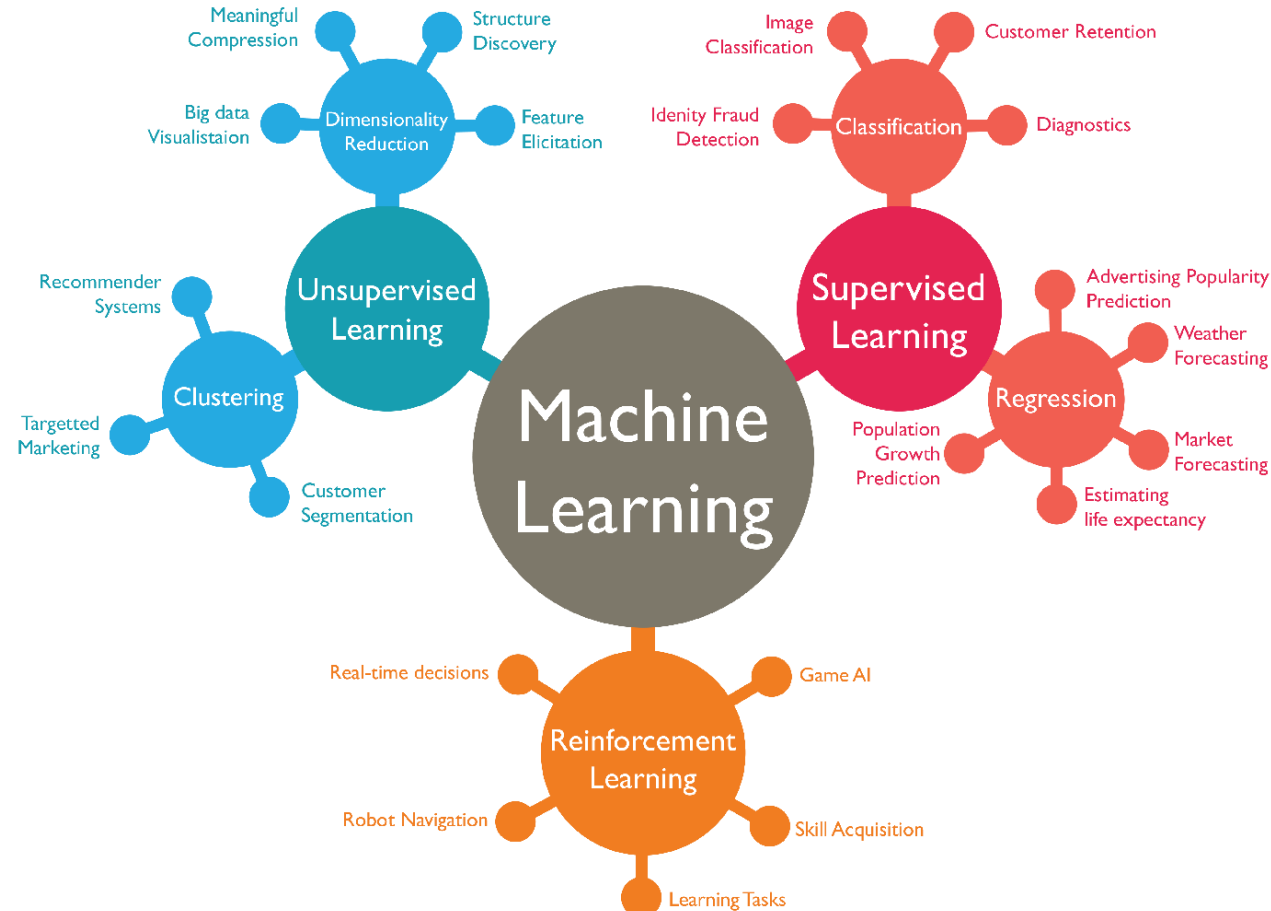 Meaningful
Compression
Structure
Discovery
Big data
Visualistaion
Dimensionality
Reduction
Feature
Elicitation
Image
Classification
Customer Retention
Idenity Fraud
Detection
Classification
Diagnostics
Unsupervised
Learning
Supervised
Learning
Recommender
Systems
Clustering
Targetted
Marketing
Customer
Segmentation
Machine
Learning
Advertising Popularity
Prediction
Weather
Forecasting
Regression
Population
Growth
Prediction
Market
Forecasting
Estimating
life expectancy
Real-time decisions
Game AI
Reinforcement
Learning
Robot Navigation
Skill Acquisition
Learning Tasks